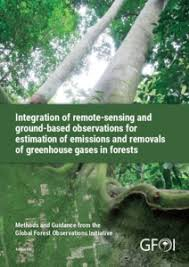 Integration of remote-sensing and
ground-based observations for
estimation of emissions and removals
of greenhouse gases in forests
Methods and Guidance from the
Global Forest Observations Initiative
GFOI